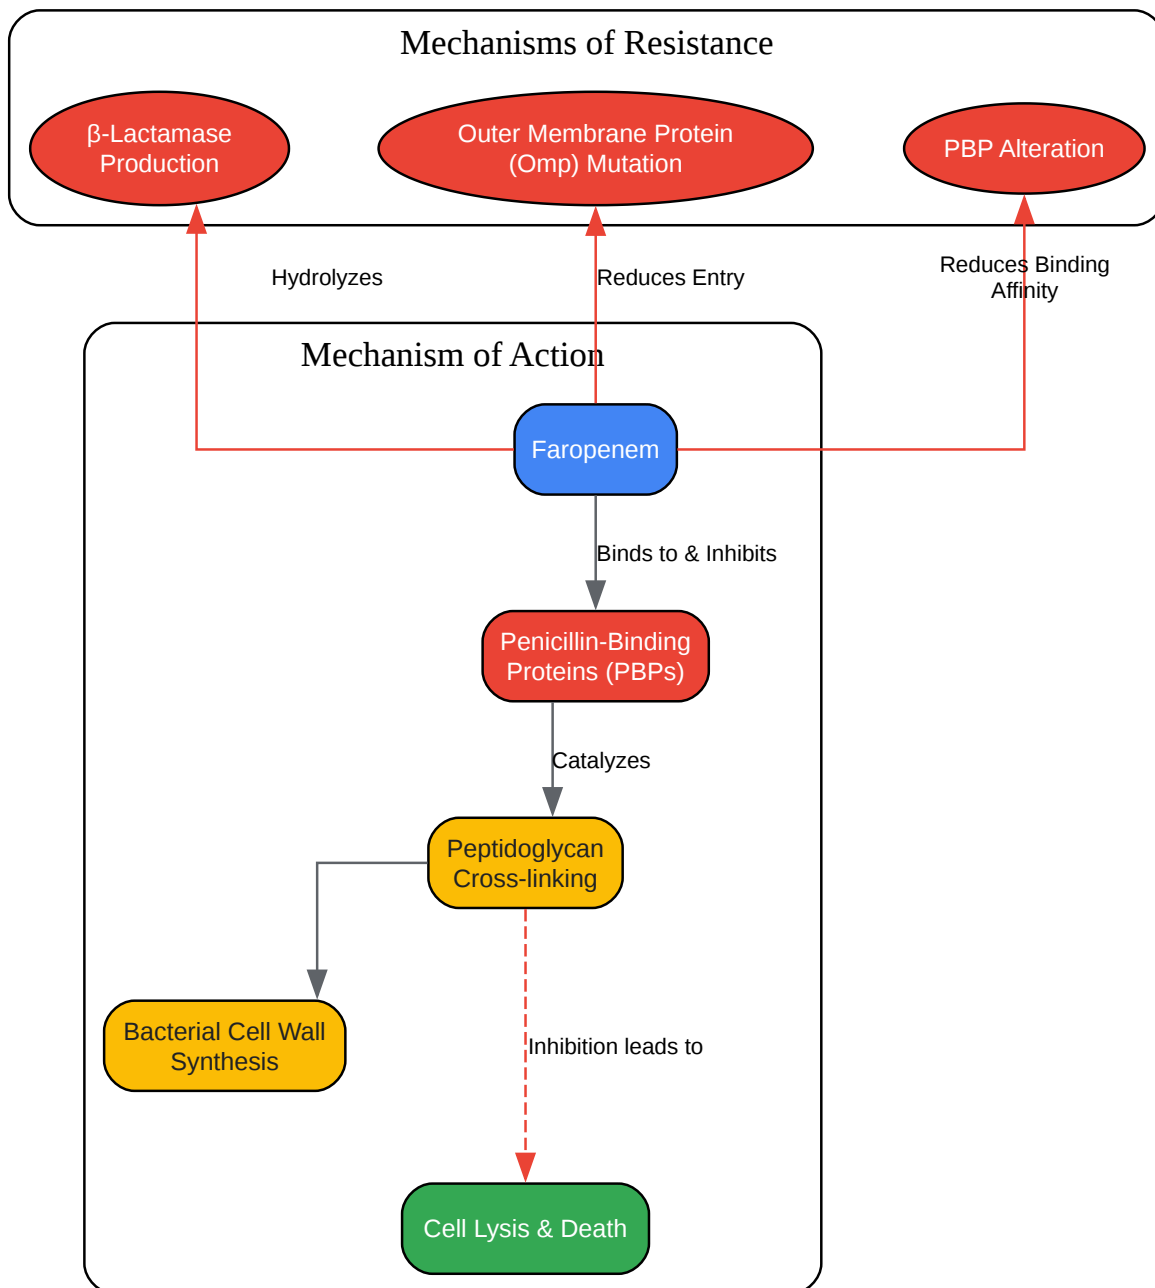 Mechanisms of Resistance
β-Lactamase
Production
Outer Membrane Protein
(Omp) Mutation
PBP Alteration
Hydrolyzes
Reduces Entry
Reduces Binding
Affinity
Mechanism of Action
Faropenem
Binds to & Inhibits
Penicillin-Binding
Proteins (PBPs)
Catalyzes
Peptidoglycan
Cross-linking
Bacterial Cell Wall
Synthesis
Inhibition leads to
Cell Lysis & Death